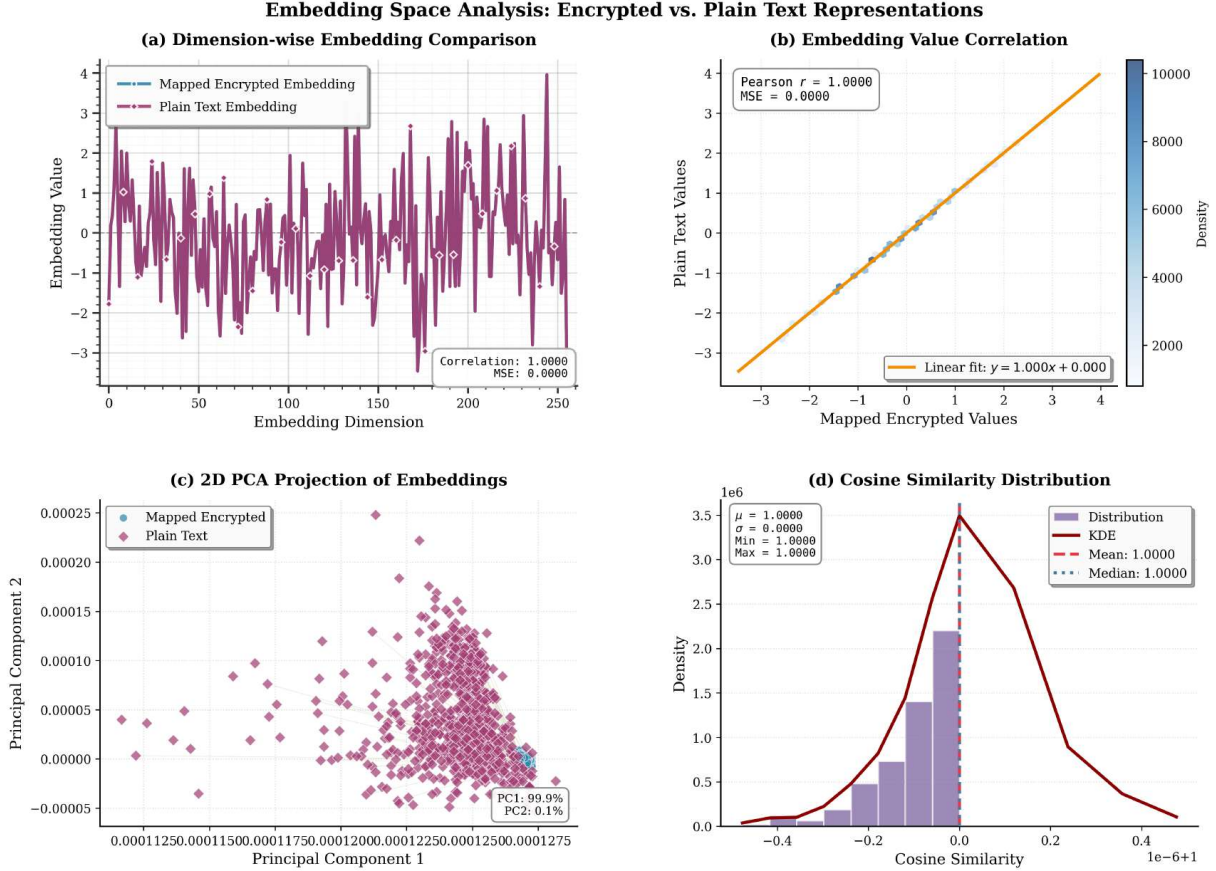 Embedding Space Analysis: Encrypted vs. Plain Text Representations
(a) Dimension-wise Embedding Comparison
Mapped Encrypted Embedding
Plain Text Embedding
Embedding Value
4
3
2
1
0
−1
−2
−3
Correlation: 1.0000
MSE: 0.0000
0 50 100 150 200 250
Embedding Dimension
(b) Embedding Value Correlation
Pearson r = 1.0000
MSE = 0.0000
Plain Text Values
4
3
2
1
0
−1
−2
−3
Linear fit: y = 1.000x + 0.000
−3 −2 −1 0 1 2 3 4
Mapped Encrypted Values
10000
8000
6000
4000
2000
Density
(c) 2D PCA Projection of Embeddings
Mapped Encrypted
Plain Text
Principal Component 2
0.00025
0.00020
0.00015
0.00010
0.00005
0.00000
−0.00005
PC1: 99.9%
PC2: 0.1%
Principal Component 1
(d) Cosine Similarity Distribution
1e6
μ = 1.0000
σ = 0.0000
Min = 1.0000
Max = 1.0000
Distribution
KDE
Mean: 1.0000
Median: 1.0000
Density
3.5
3.0
2.5
2.0
1.5
1.0
0.5
0.0
−0.4 −0.2 0.0 0.2 0.4
1e−6+1
Cosine Similarity